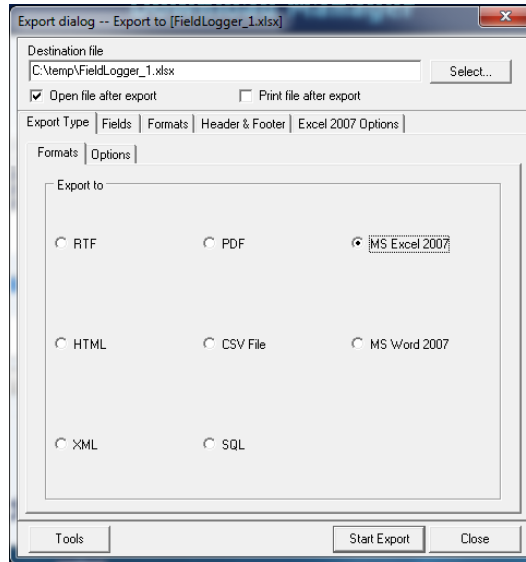 Export dialog -- Export to [FieldLogger_1.xlsx]
Destination file
C:\temp\FieldLogger_1.xlsx
Select...
Open file after export Print file after export
Export Type Fields Formats Header & Footer Excel 2007 Options
Formats Options
Export to
RTF PDF MS Excel 2007
HTML CSV File MS Word 2007
XML SQL
Tools Start Export Close